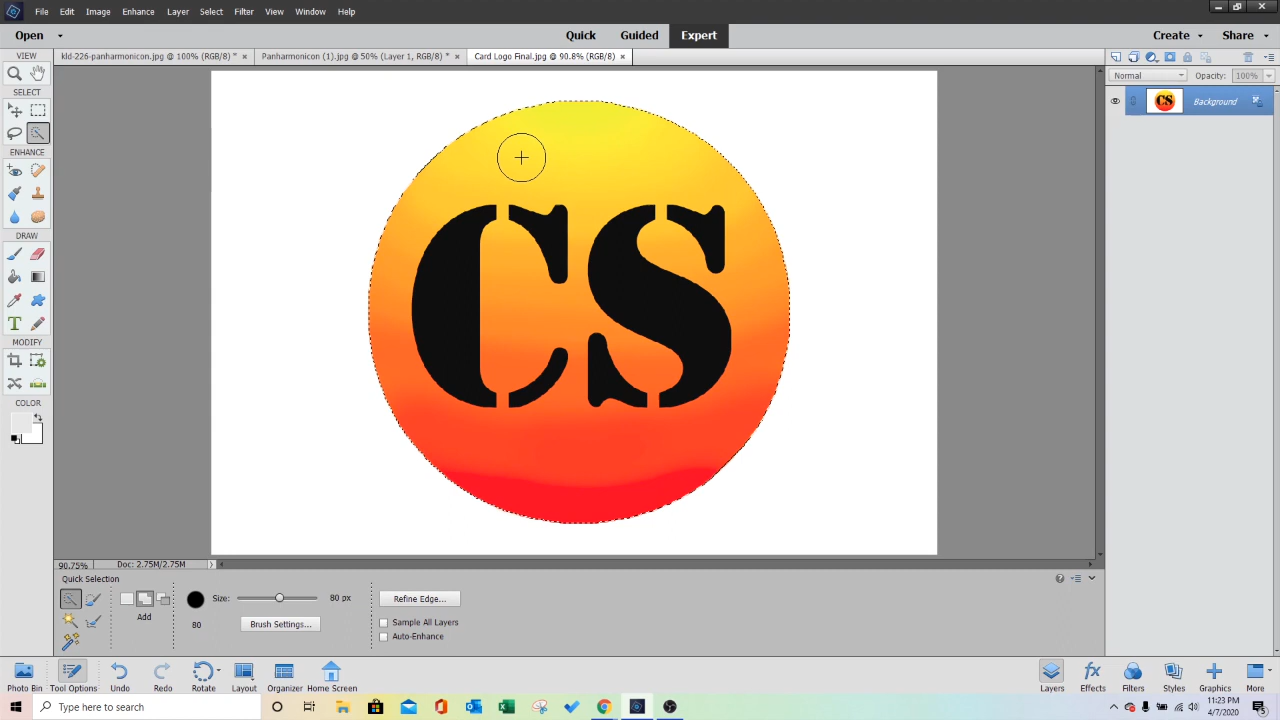 File Edit Image Enhance Layer Select Filter View Window Help
Open Quick Guided Expert Create Share
VIEW
kld-226-panharmonicon.jpg @ 100% (RGB/8) * Panharmonicon (1).jpg @ 50% (Layer 1, RGB/8) * Card Logo Final.jpg @ 90.8% (RGB/8)
Normal Opacity: 100%
SELECT
Background
ENHANCE
DRAW
MODIFY
COLOR
CS
CS
90.75% Doc: 2.75M/2.75M
Quick Selection
Add
Size: 80 px
80
Brush Settings...
Refine Edge...
Sample All Layers
Auto-Enhance
Photo Bin Tool Options Undo Redo Rotate Layout Organizer Home Screen Layers Effects Filters Styles Graphics More
Type here to search
11:23 PM
4/7/2020
5